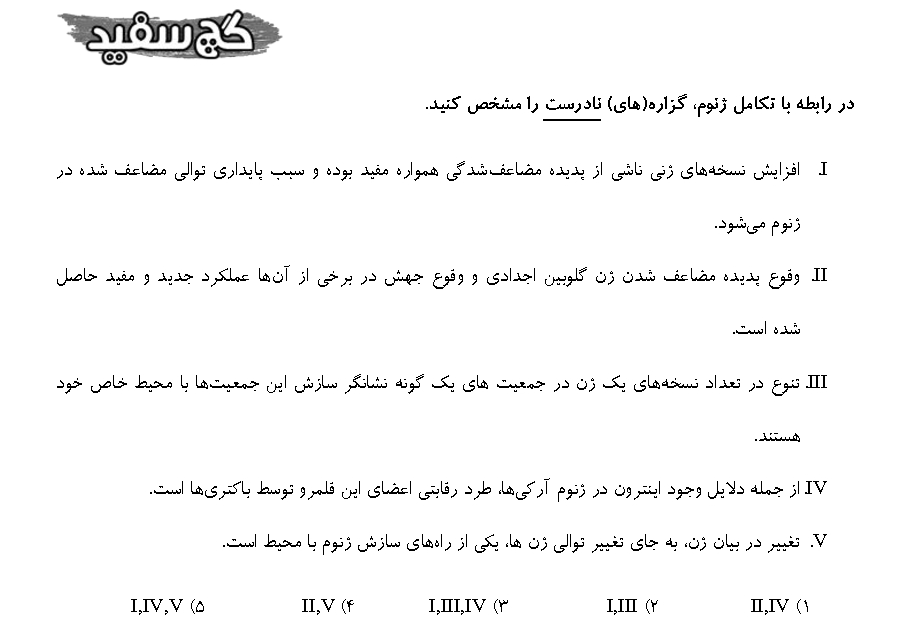 گچ سفید
در رابطه با تکامل ژنوم، گزاره(های) نادرست را مشخص کنید.
I. افزایش نسخه‌های ژنی ناشی از پدیده مضاعف‌شدگی همواره مفید بوده و سبب پایداری توالی مضاعف شده در
ژنوم می‌شود.
II. وقوع پدیده مضاعف شدن ژن گلوبین اجدادی و وقوع جهش در برخی از آن‌ها عملکرد جدید و مفید حاصل
شده است.
III. تنوع در تعداد نسخه‌های یک ژن در جمعیت های یک گونه نشانگر سازش این جمعیت‌ها با محیط خاص خود
هستند.
IV. از جمله دلایل وجود اینترون در ژنوم آرکی‌ها، طرد رقابتی اعضای این قلمرو توسط باکتری‌ها است.
V. تغییر در بیان ژن، به جای تغییر توالی ژن ها، یکی از راه‌های سازش ژنوم با محیط است.
۱) II,IV ۲) I,III ۳) I,III,IV ۴) II,V ۵) I,IV,V